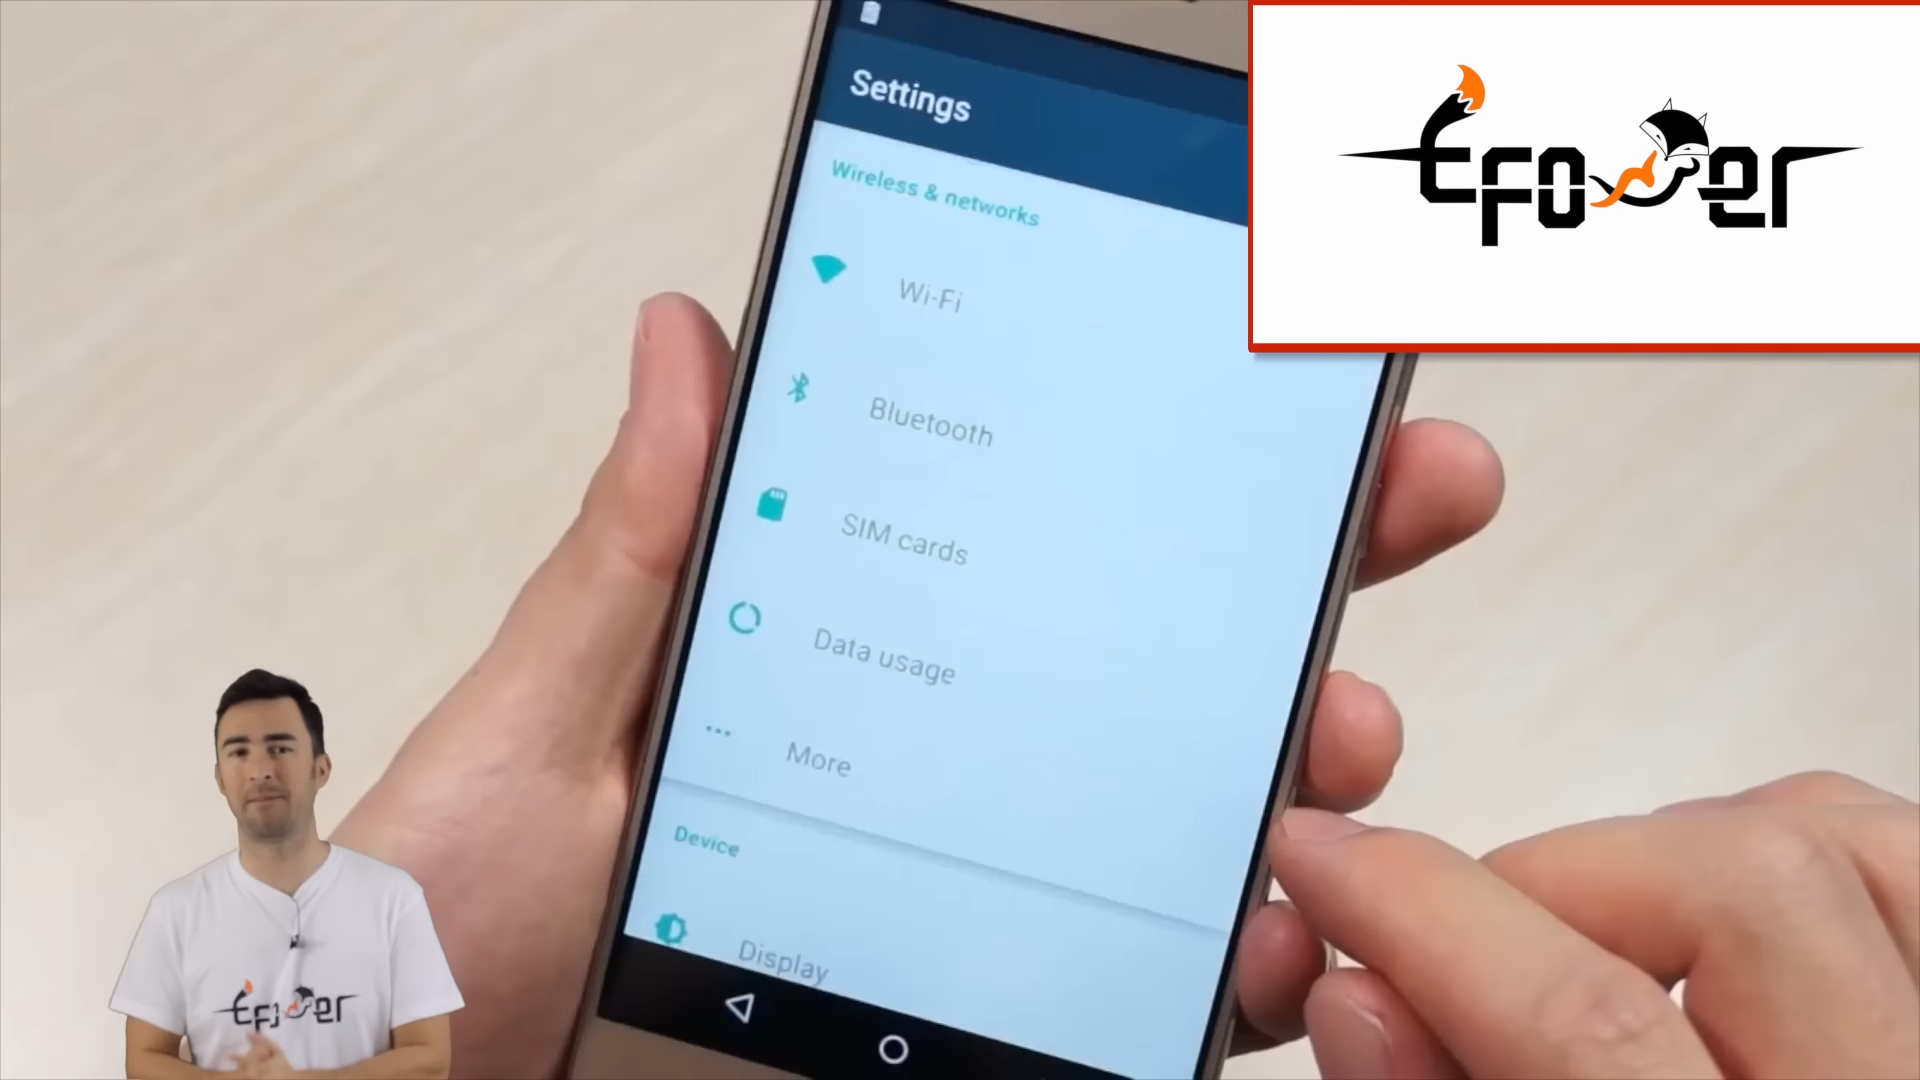 Settings
Wireless & networks
Wi-Fi
Bluetooth
SIM cards
Data usage
More
Device
Display